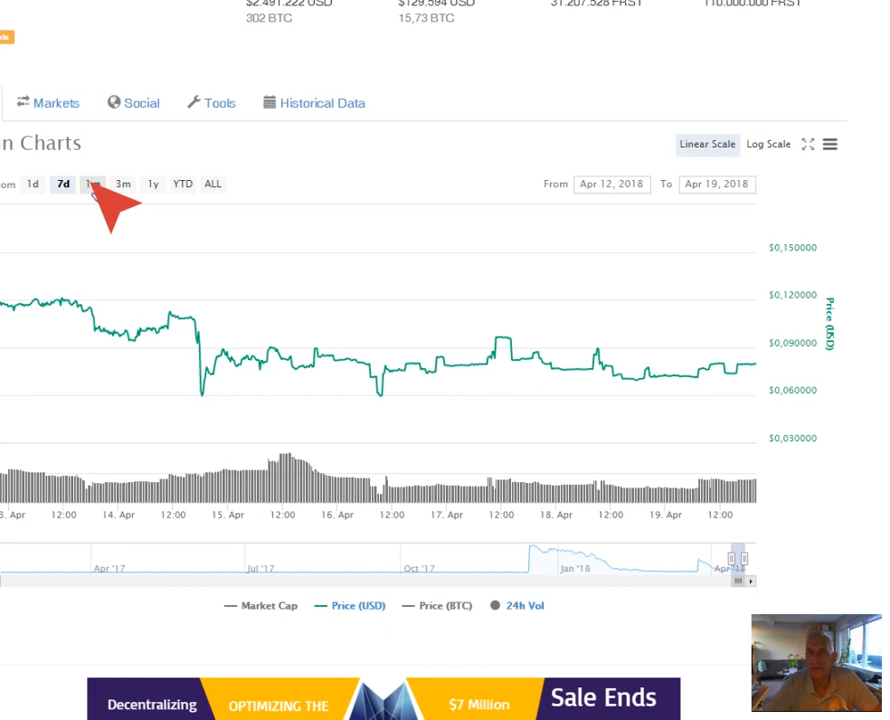 $2.491.222 USD $129.594 USD 31.207.528 FRST 110.000.000 FRST
302 BTC 15,73 BTC
Markets Social Tools Historical Data
n Charts
Linear Scale Log Scale
om 1d 7d 3m 1y YTD ALL From Apr 12, 2018 To Apr 19, 2018
$0,150000
$0,120000
$0,090000
$0,060000
$0,030000
Price (USD)
3. Apr 12:00 14. Apr 12:00 15. Apr 12:00 16. Apr 12:00 17. Apr 12:00 18. Apr 12:00 19. Apr 12:00
Apr '17 Jul '17 Oct '17 Jan '18 Apr '18
Market Cap Price (USD) Price (BTC) 24h Vol
Decentralizing OPTIMIZING THE $7 Million Sale Ends